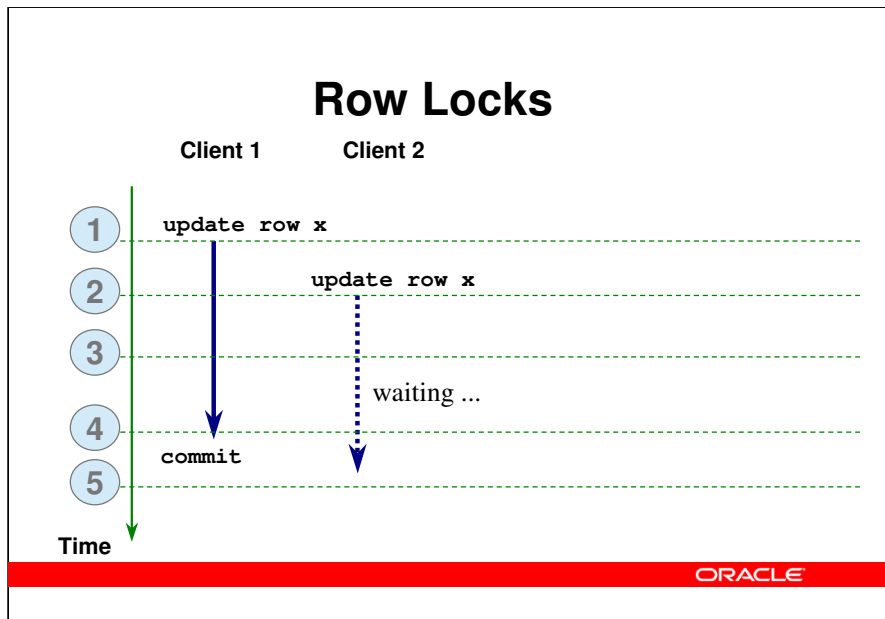 Row Locks
Client 1 Client 2
1 update row x
2 update row x
3
waiting ...
4
commit
5
Time
ORACLE